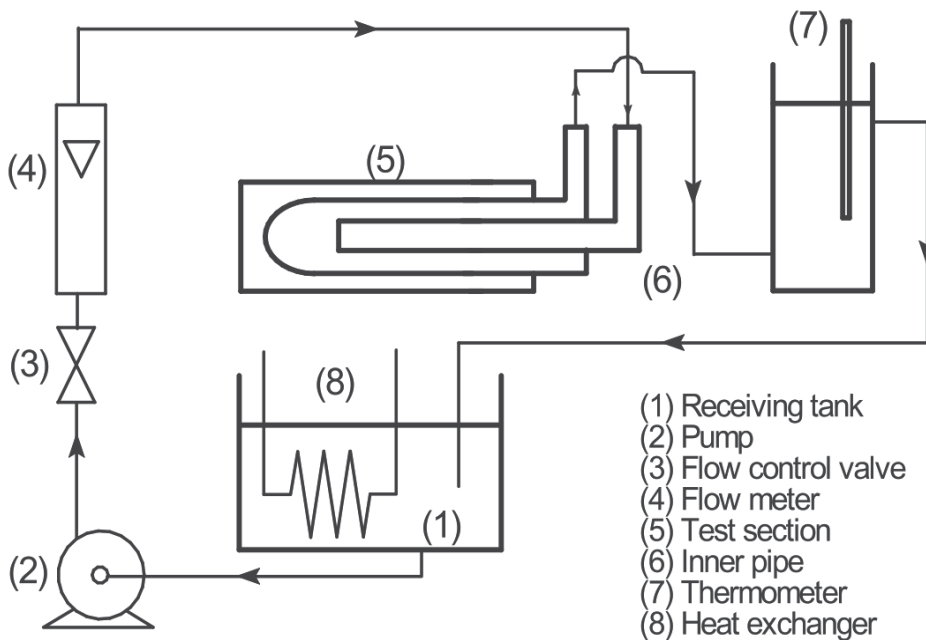 (7)
(4)
(5)
(6)
(3)
(8)
(1)
(2)
(1) Receiving tank
(2) Pump
(3) Flow control valve
(4) Flow meter
(5) Test section
(6) Inner pipe
(7) Thermometer
(8) Heat exchanger